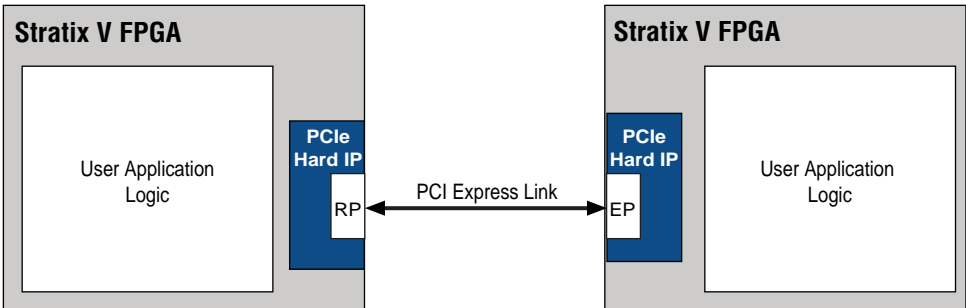 Stratix V FPGA
User Application
Logic
PCIe
Hard IP
RP
PCI Express Link
Stratix V FPGA
PCIe
Hard IP
EP
User Application
Logic